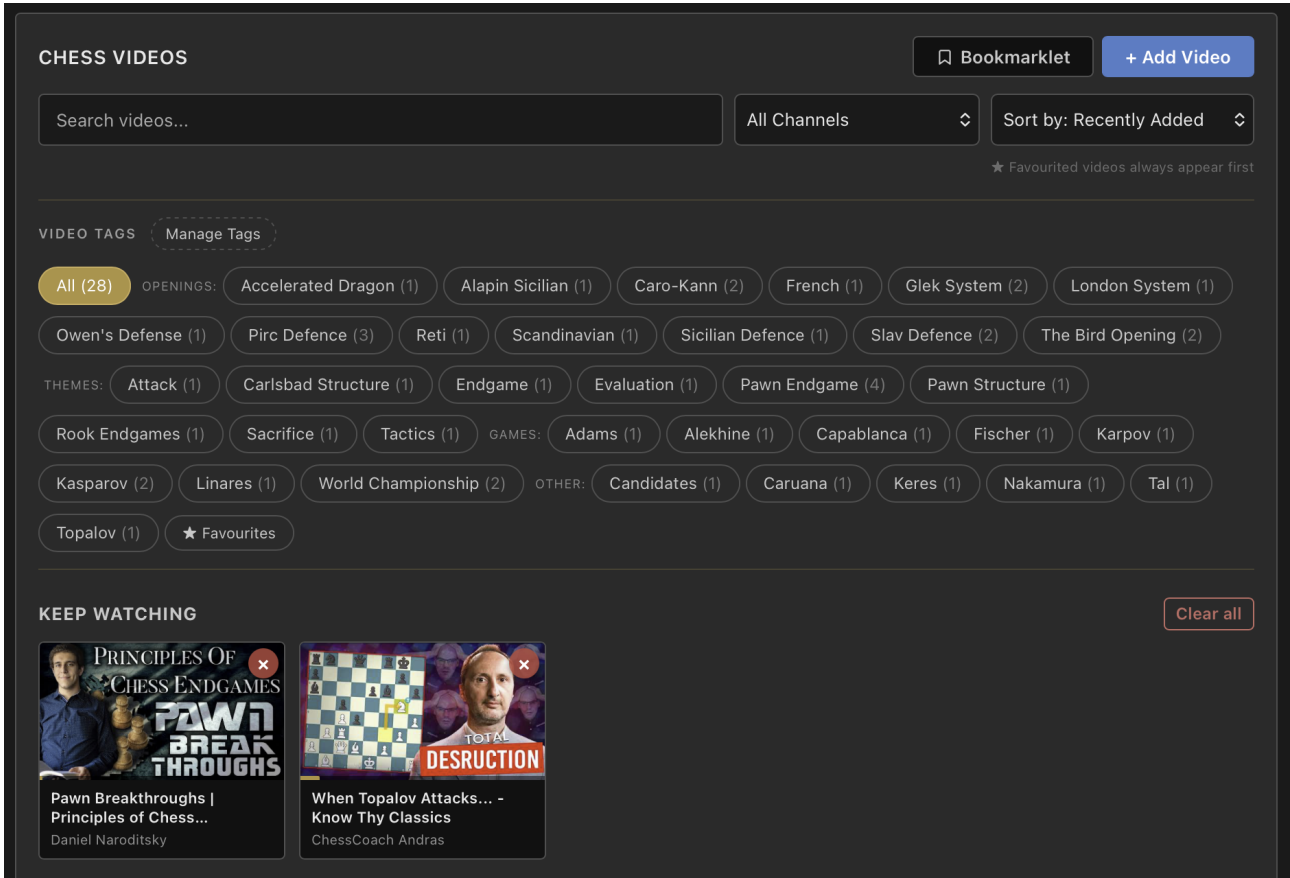 CHESS VIDEOS
Bookmarklet
+ Add Video
Search videos...
All Channels
Sort by: Recently Added
★ Favourited videos always appear first
VIDEO TAGS Manage Tags
All (28) OPENINGS: Accelerated Dragon (1) Alapin Sicilian (1) Caro-Kann (2) French (1) Glek System (2) London System (1)
Owen's Defense (1) Pirc Defence (3) Reti (1) Scandinavian (1) Sicilian Defence (1) Slav Defence (2) The Bird Opening (2)
THEMES: Attack (1) Carlsbad Structure (1) Endgame (1) Evaluation (1) Pawn Endgame (4) Pawn Structure (1)
Rook Endgames (1) Sacrifice (1) Tactics (1) GAMES: Adams (1) Alekhine (1) Capablanca (1) Fischer (1) Karpov (1)
Kasparov (2) Linares (1) World Championship (2) OTHER: Candidates (1) Caruana (1) Keres (1) Nakamura (1) Tal (1)
Topalov (1) ★ Favourites
KEEP WATCHING
Clear all
PRINCIPLES OF
CHESS ENDGAMES
PAWN
BREAK
THROUGHS
Pawn Breakthroughs |
Principles of Chess...
Daniel Naroditsky
TOTAL
DESRUCTION
When Topalov Attacks... -
Know Thy Classics
ChessCoach Andras